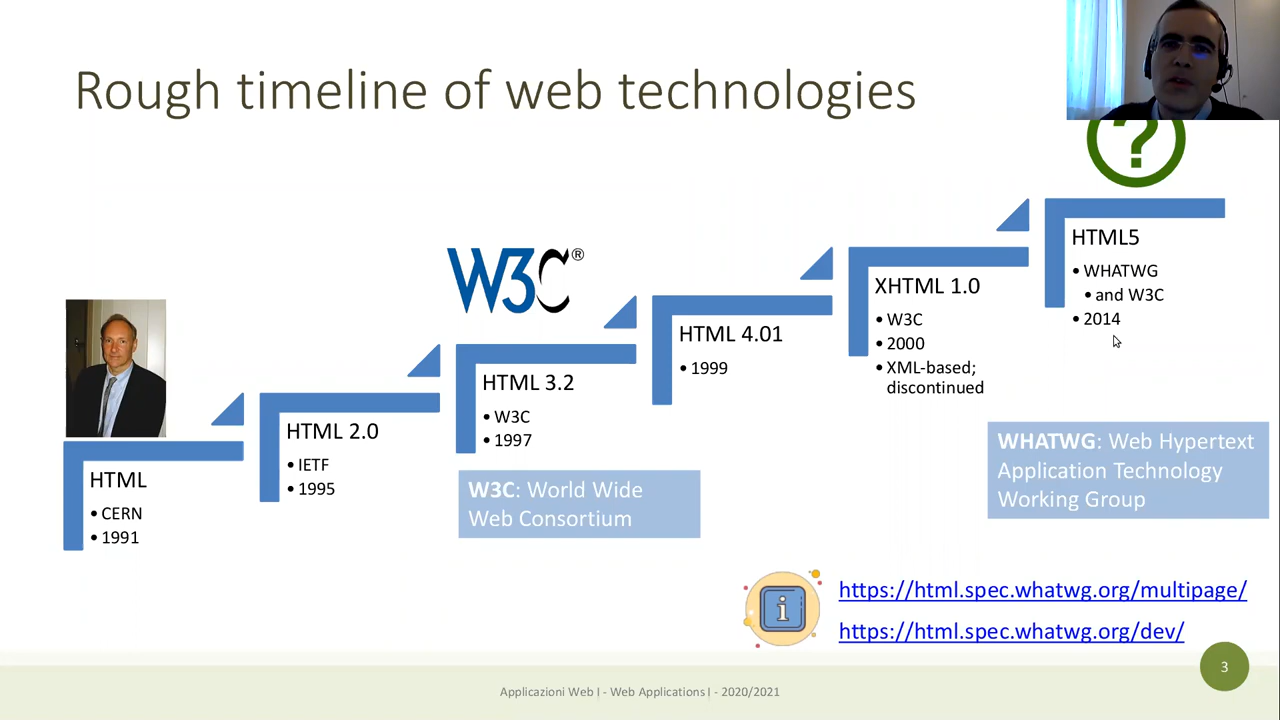 Rough timeline of web technologies
?
W3C®
HTML
• CERN
• 1991
HTML 2.0
• IETF
• 1995
HTML 3.2
• W3C
• 1997
W3C: World Wide
Web Consortium
HTML 4.01
• 1999
XHTML 1.0
• W3C
• 2000
• XML-based;
discontinued
HTML5
• WHATWG
• and W3C
• 2014
WHATWG: Web Hypertext
Application Technology
Working Group
i
https://html.spec.whatwg.org/multipage/
https://html.spec.whatwg.org/dev/
Applicazioni Web I - Web Applications I - 2020/2021
3